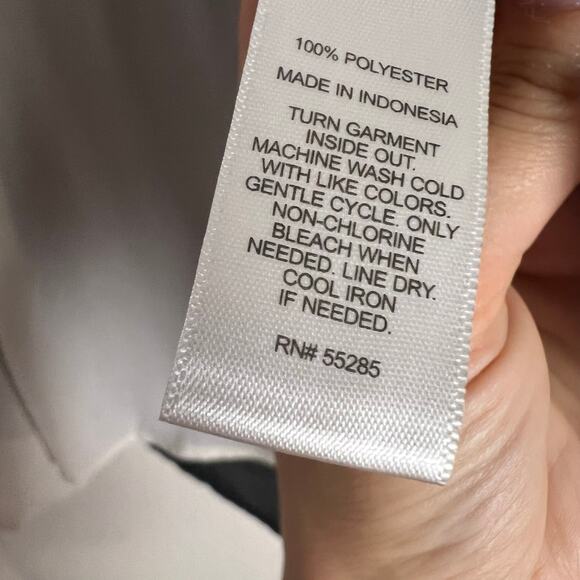 100% POLYESTER
MADE IN INDONESIA
TURN GARMENT
INSIDE OUT.
MACHINE WASH COLD
WITH LIKE COLORS.
GENTLE CYCLE. ONLY
NON-CHLORINE
BLEACH WHEN
NEEDED. LINE DRY.
COOL IRON
IF NEEDED.
RN# 55285